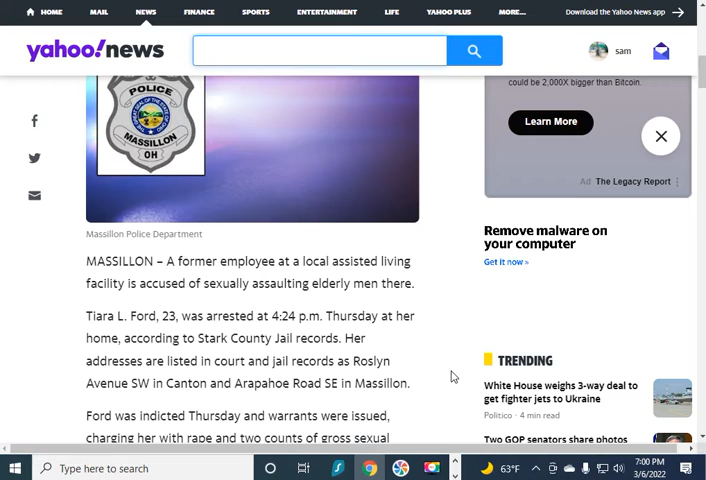 HOME MAIL NEWS FINANCE SPORTS ENTERTAINMENT LIFE YAHOO PLUS MORE... Download the Yahoo News app
yahoo!news
sam
POLICE
MASSILLON
OH
could be 2,000X bigger than Bitcoin.
Learn More
Ad The Legacy Report
Massillon Police Department
Remove malware on
your computer
Get it now »
MASSILLON – A former employee at a local assisted living
facility is accused of sexually assaulting elderly men there.
Tiara L. Ford, 23, was arrested at 4:24 p.m. Thursday at her
home, according to Stark County Jail records. Her
addresses are listed in court and jail records as Roslyn
Avenue SW in Canton and Arapahoe Road SE in Massillon.
Ford was indicted Thursday and warrants were issued,
charging her with rape and two counts of gross sexual
TRENDING
White House weighs 3-way deal to
get fighter jets to Ukraine
Politico · 4 min read
Two GOP senators share photos
Type here to search
63°F
7:00 PM
3/6/2022